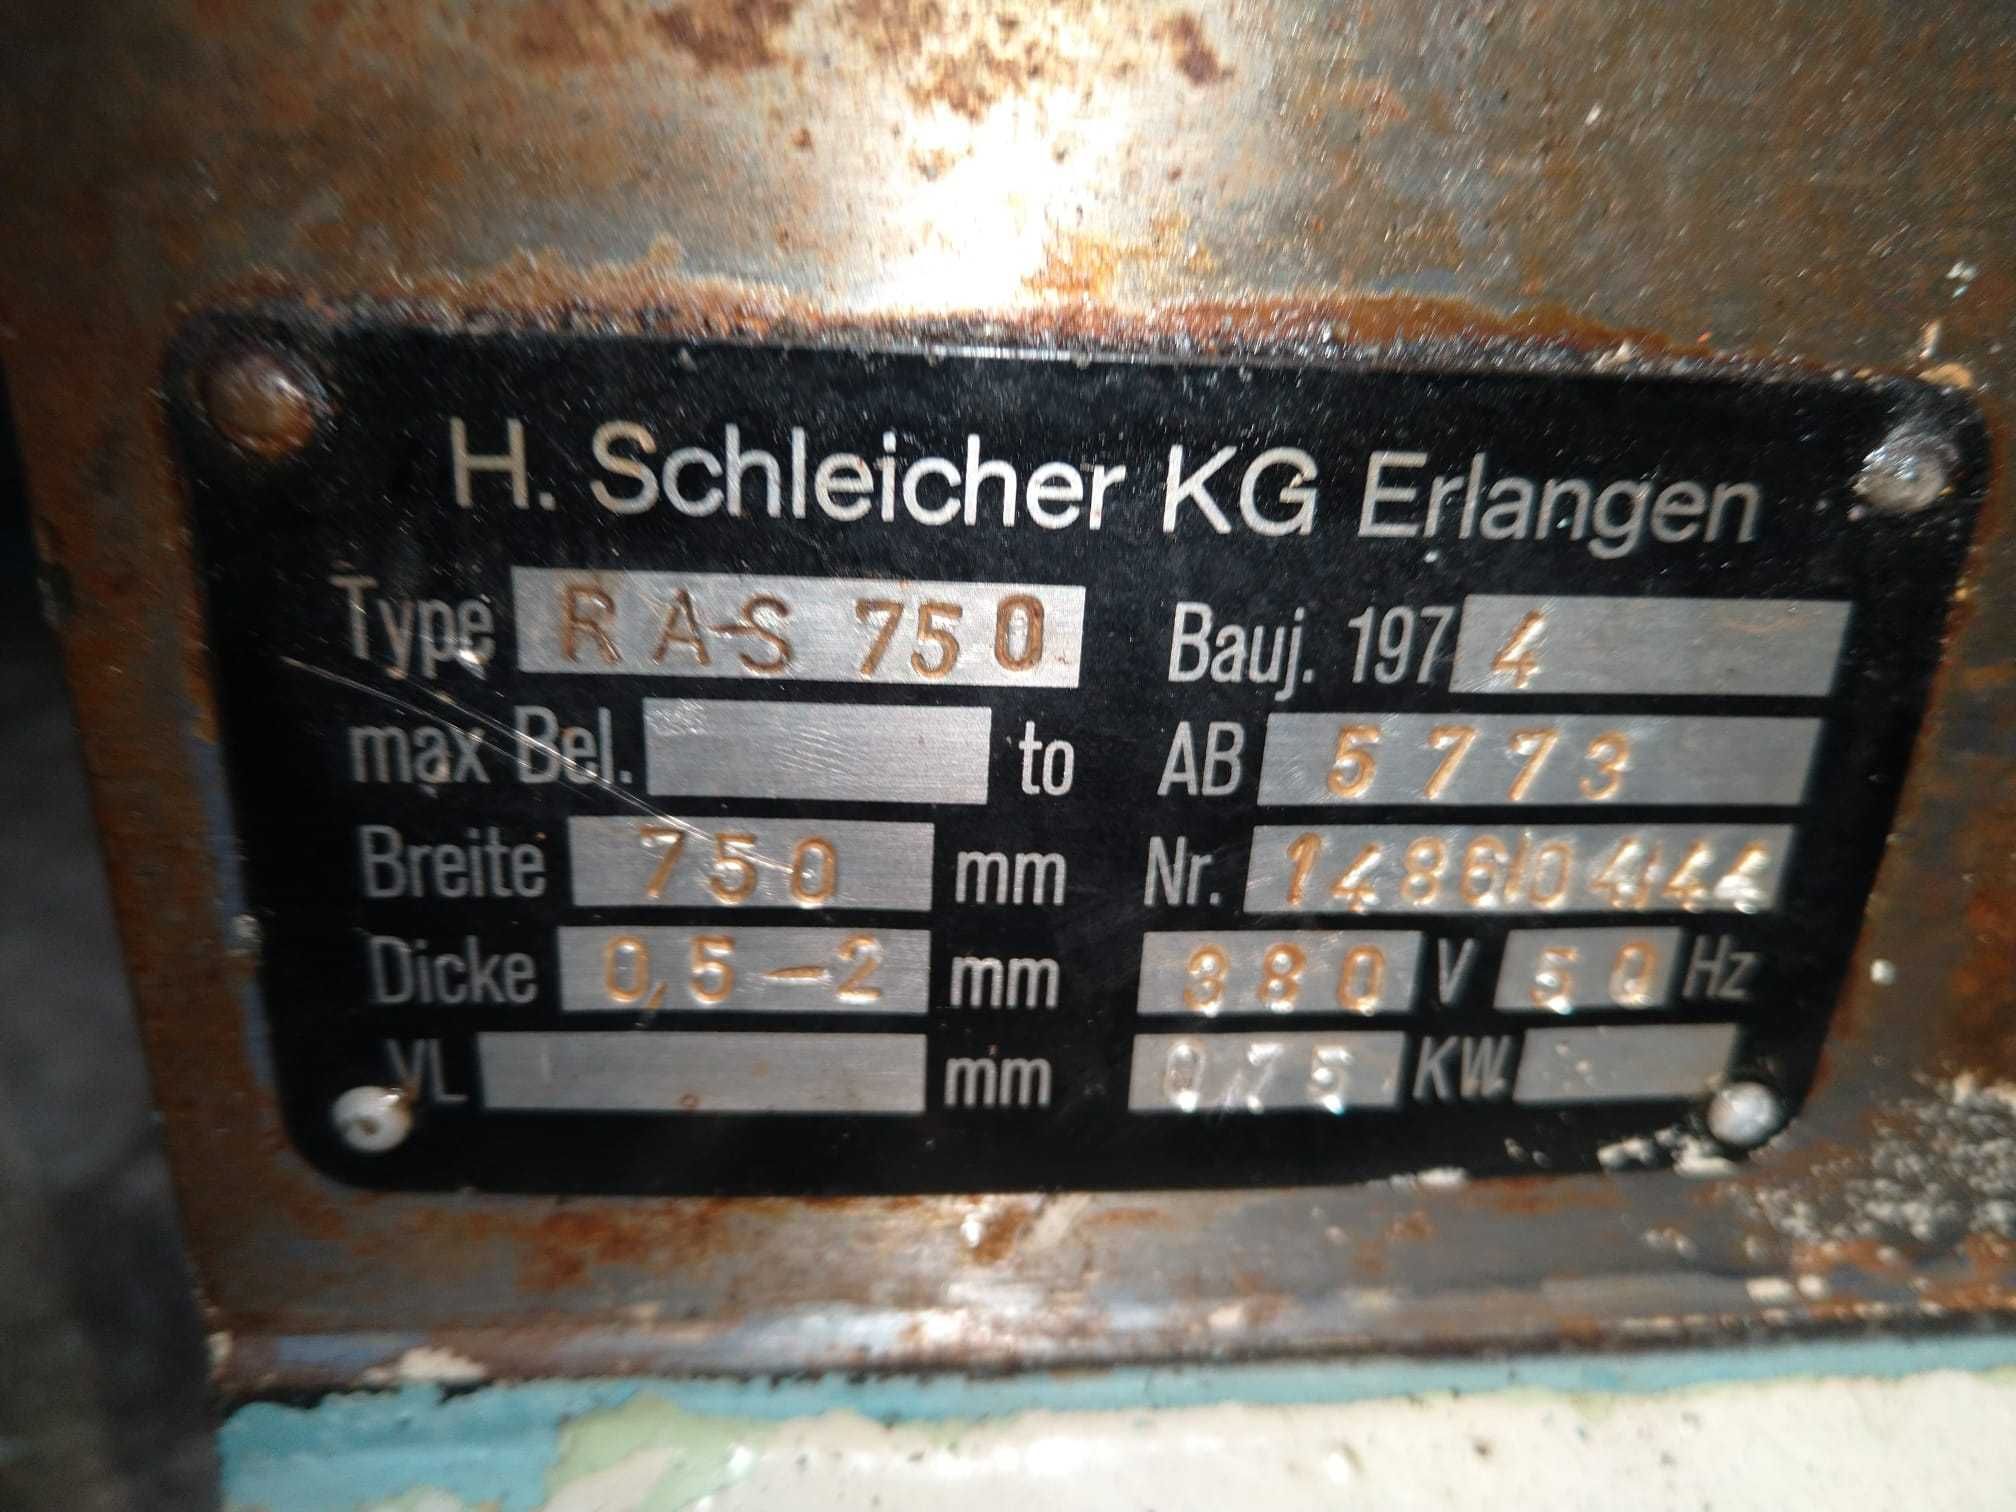 H. Schleicher KG Erlangen
Type RA-S 750 Bauj. 1974
max Bel. to AB 5773
Breite 750 mm Nr. 1486/04/44
Dicke 0,5-2 mm 380 V 50 Hz
VL mm 0,75 KW